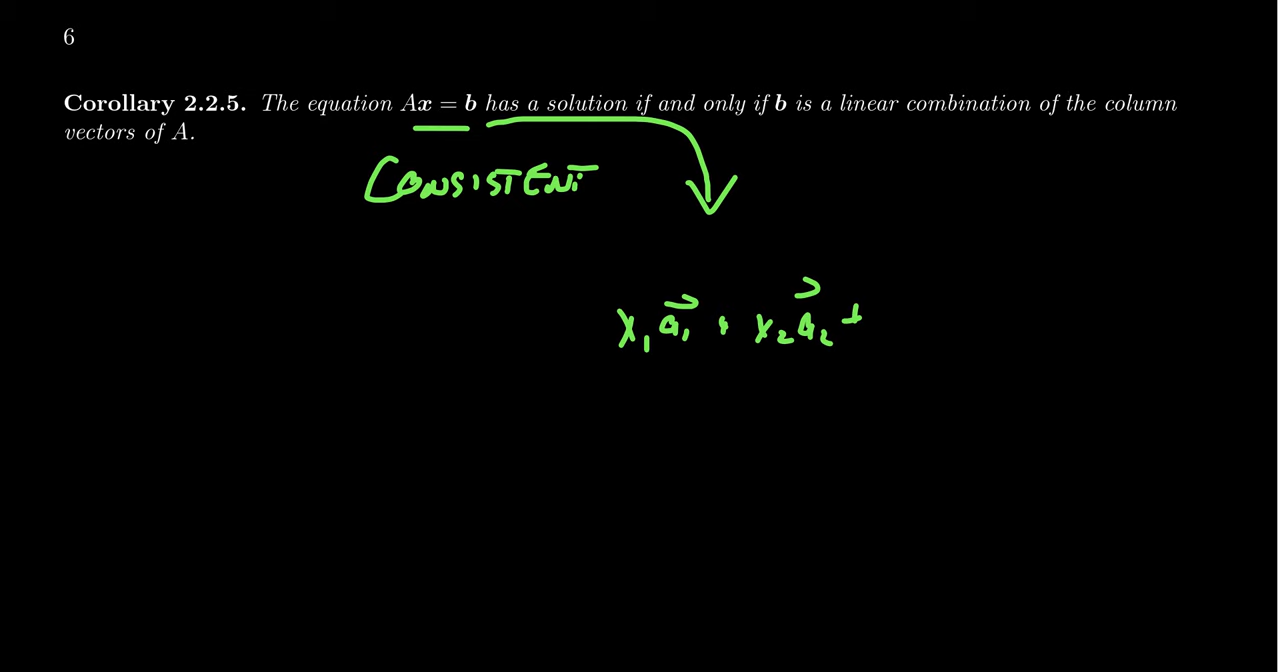 6
Corollary 2.2.5. The equation Ax = b has a solution if and only if b is a linear combination of the column
vectors of A.
CONSISTENT
x₁a⃗₁ + x₂a⃗₂ +